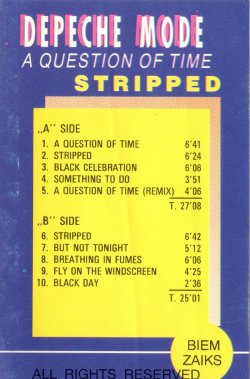 DEPECHE MODE
A QUESTION OF TIME
STRIPPED
„A'' SIDE
1. A QUESTION OF TIME 6'41
2. STRIPPED 6'24
3. BLACK CELEBRATION 6'06
4. SOMETHING TO DO 3'51
5. A QUESTION OF TIME (REMIX) 4'06
T. 27'08
„B'' SIDE
6. STRIPPED 6'42
7. BUT NOT TONIGHT 5'12
8. BREATHING IN FUMES 6'06
9. FLY ON THE WINDSCREEN 4'25
10. BLACK DAY 2'36
T. 25'01
BIEM
ZAIKS
ALL RIGHTS RESERVED